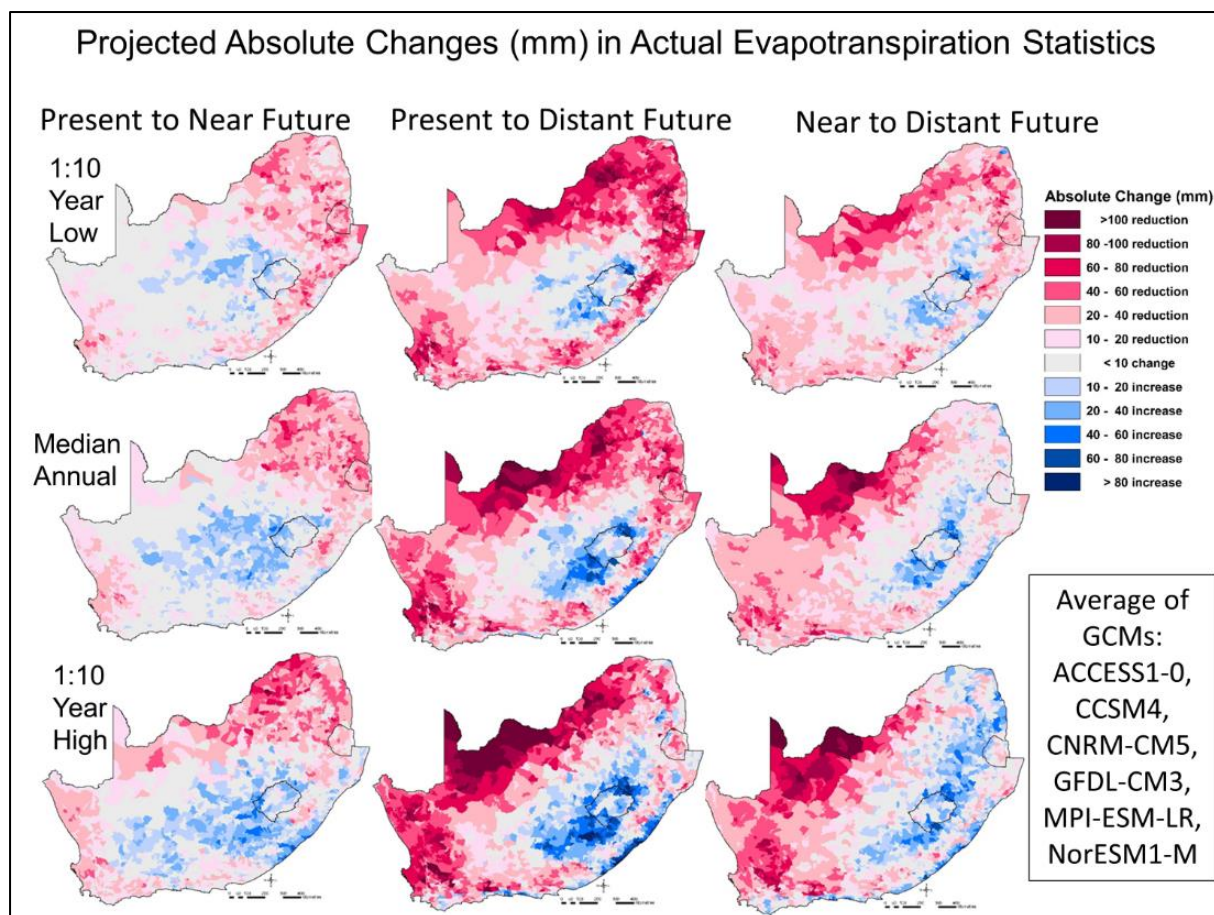 Projected Absolute Changes (mm) in Actual Evapotranspiration Statistics
Present to Near Future
Present to Distant Future
Near to Distant Future
1:10
Year
Low
Median
Annual
1:10
Year
High
Absolute Change (mm)
>100 reduction
80 -100 reduction
60 - 80 reduction
40 - 60 reduction
20 - 40 reduction
10 - 20 reduction
< 10 change
10 - 20 increase
20 - 40 increase
40 - 60 increase
60 - 80 increase
> 80 increase
Average of
GCMs:
ACCESS1-0,
CCSM4,
CNRM-CM5,
GFDL-CM3,
MPI-ESM-LR,
NorESM1-M